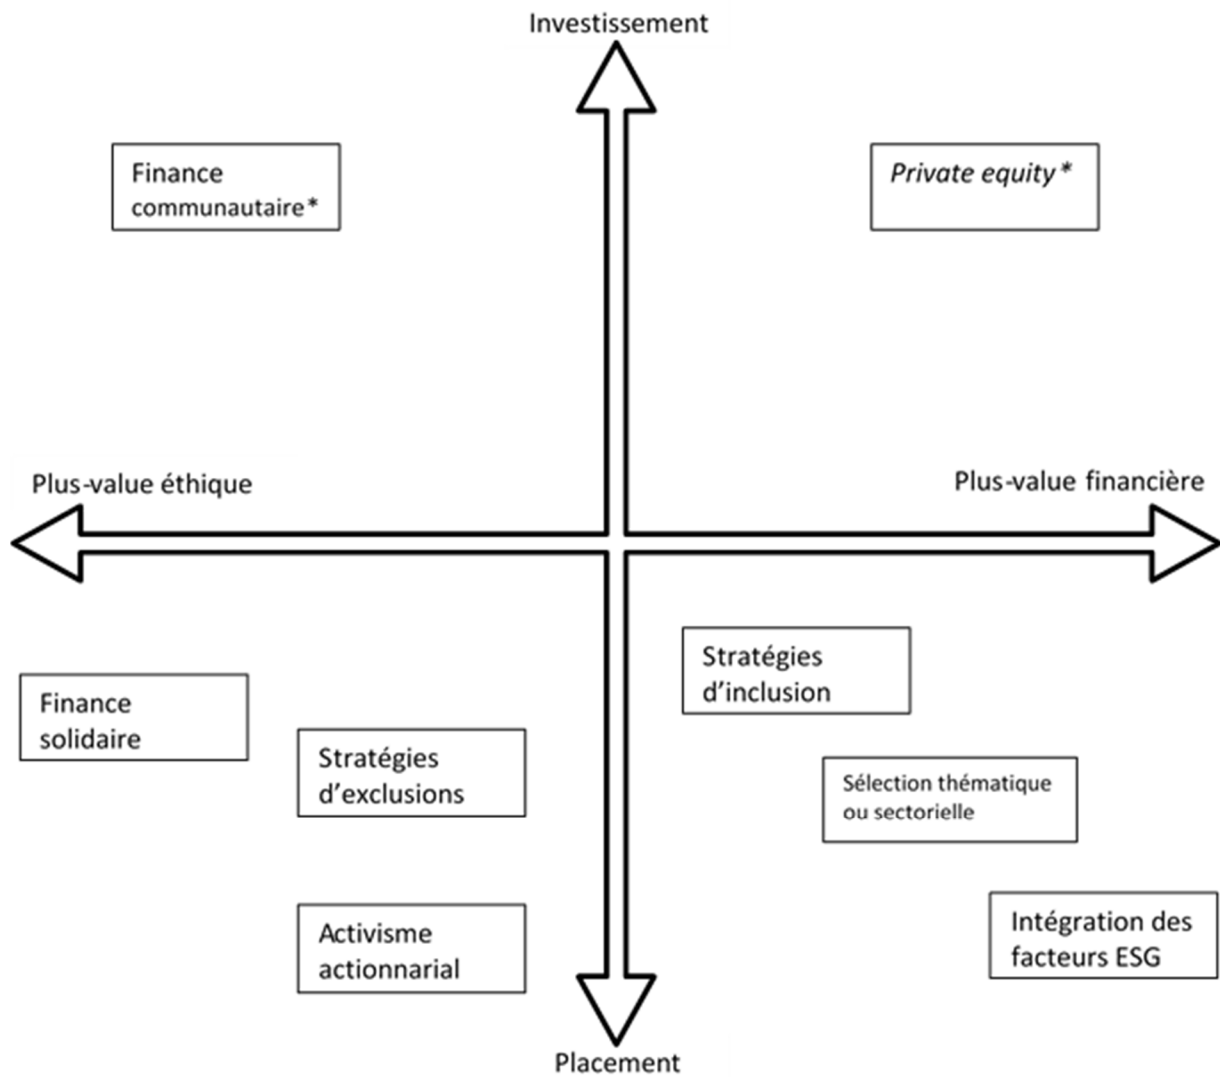 Investissement
Finance
communautaire*
Private equity*
Plus-value éthique
Plus-value financière
Stratégies
d’inclusion
Finance
solidaire
Stratégies
d’exclusions
Sélection thématique
ou sectorielle
Activisme
actionnarial
Intégration des
facteurs ESG
Placement